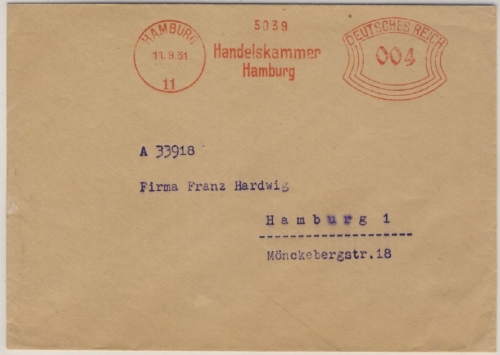 HAMBURG
11.9.31
11
5039
Handelskammer
Hamburg
DEUTSCHES REICH
004
A 33918
Firma Franz Hardwig
Hamburg 1
Mönckebergstr.18